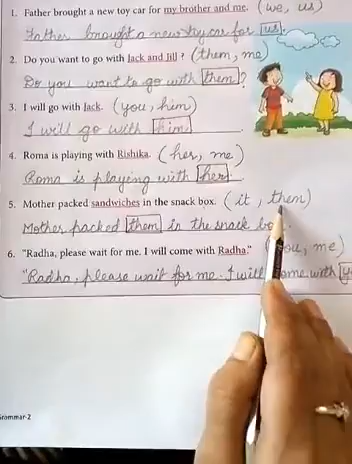 1. Father brought a new toy car for my brother and me. (we, us)
Father brought a new toy car for us.
2. Do you want to go with Jack and Jill? (them, me)
Do you want to go with them?
3. I will go with Jack. (you, him)
I will go with him.
4. Roma is playing with Rishika. (her, me)
Roma is playing with her.
5. Mother packed sandwiches in the snack box. (it, then)
Mother packed them in the snack
6. "Radha, please wait for me. I will come with Radha." (you, me)
"Radha, please wait for me. I will come with
Grammar-2